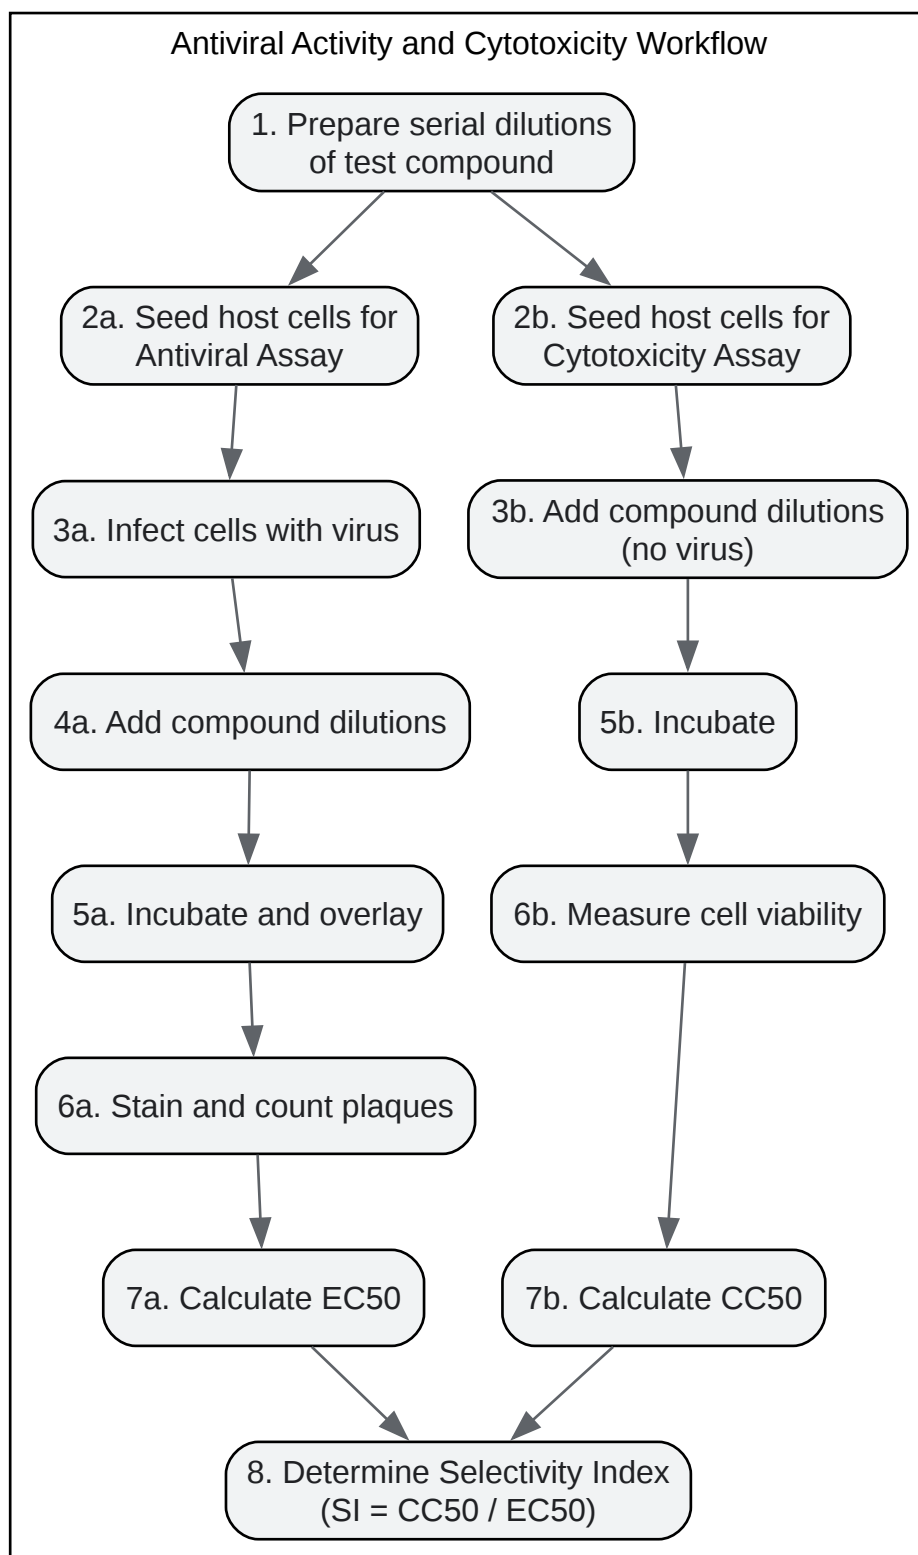 Antiviral Activity and Cytotoxicity Workflow
1. Prepare serial dilutions
of test compound
2a. Seed host cells for
Antiviral Assay
2b. Seed host cells for
Cytotoxicity Assay
3a. Infect cells with virus
3b. Add compound dilutions
(no virus)
4a. Add compound dilutions
5b. Incubate
5a. Incubate and overlay
6b. Measure cell viability
6a. Stain and count plaques
7a. Calculate EC50
7b. Calculate CC50
8. Determine Selectivity Index
(SI = CC50 / EC50)